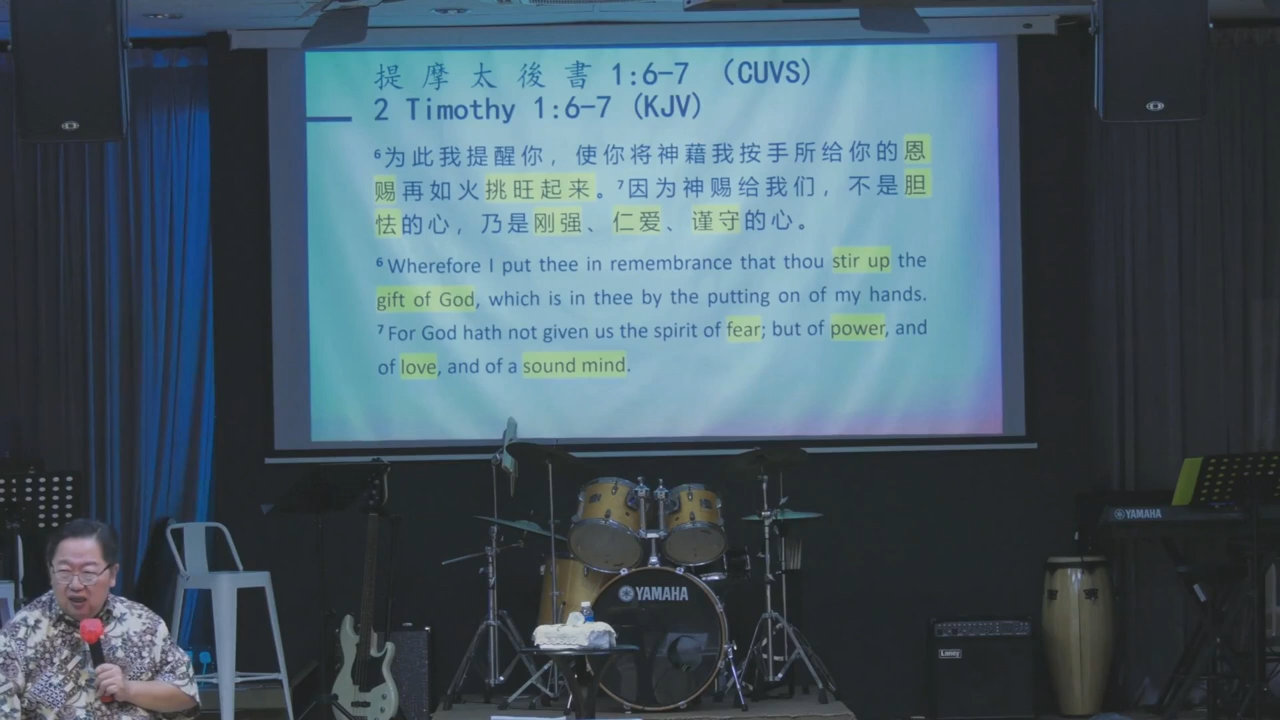 提摩太後書 1:6-7 (CUVS)
2 Timothy 1:6-7 (KJV)
⁶为此我提醒你，使你将神藉我按手所给你的恩
赐再如火挑旺起来。⁷因为神赐给我们，不是胆
怯的心，乃是刚强、仁爱、谨守的心。
⁶ Wherefore I put thee in remembrance that thou stir up the
gift of God, which is in thee by the putting on of my hands.
⁷ For God hath not given us the spirit of fear; but of power, and
of love, and of a sound mind.
YAMAHA
YAMAHA
Laney